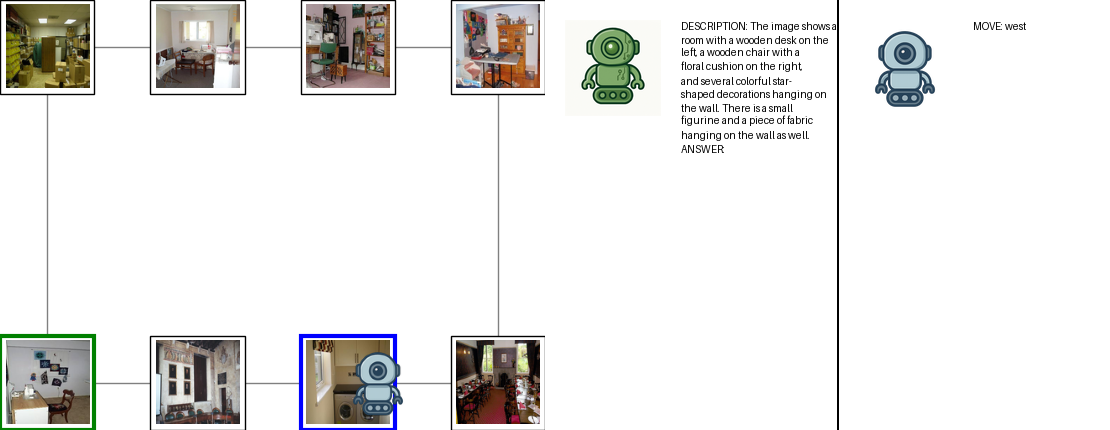 DESCRIPTION: The image shows a
room with a wooden desk on the
left, a wooden chair with a
floral cushion on the right,
and several colorful star-
shaped decorations hanging on
the wall. There is a small
figurine and a piece of fabric
hanging on the wall as well.
ANSWER:
MOVE: west